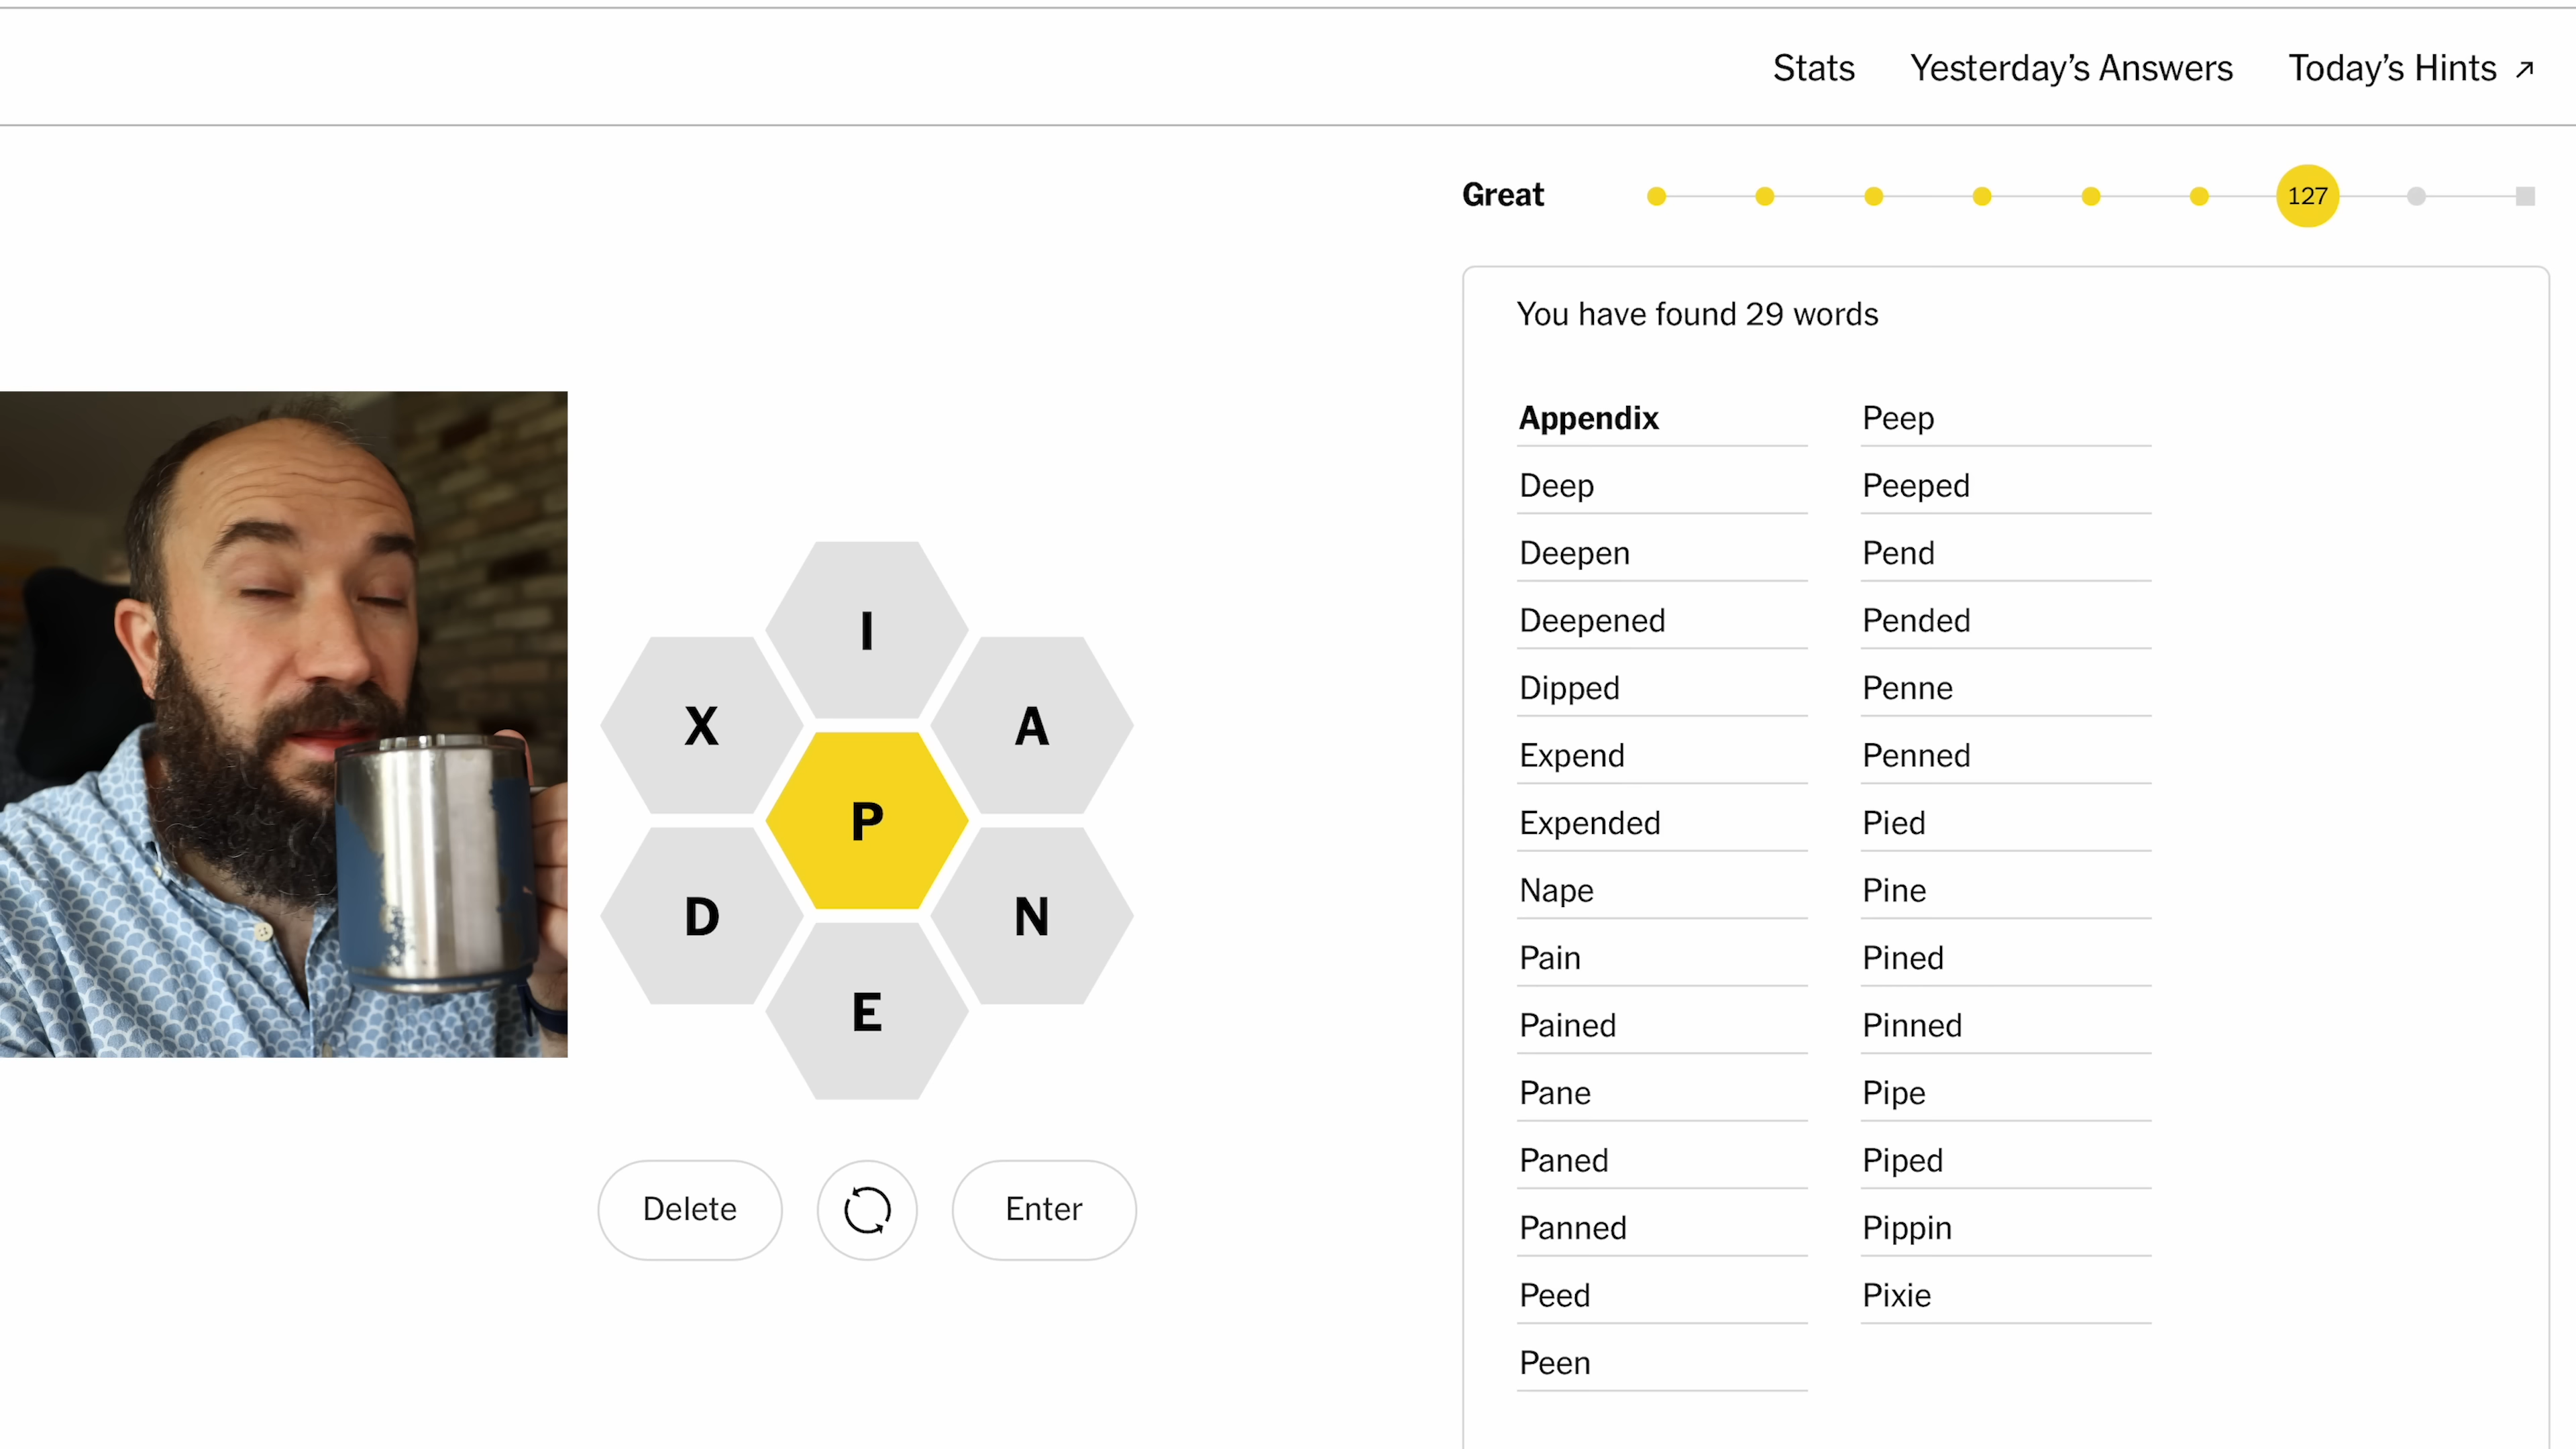 Stats Yesterday’s Answers Today’s Hints ↗
Great 127
You have found 29 words
Appendix
Deep
Deepen
Deepened
Dipped
Expend
Expended
Nape
Pain
Pained
Pane
Paned
Panned
Peed
Peen
Peep
Peeped
Pend
Pended
Penne
Penned
Pied
Pine
Pined
Pinned
Pipe
Piped
Pippin
Pixie
I
X A
P
D N
E
Delete Enter